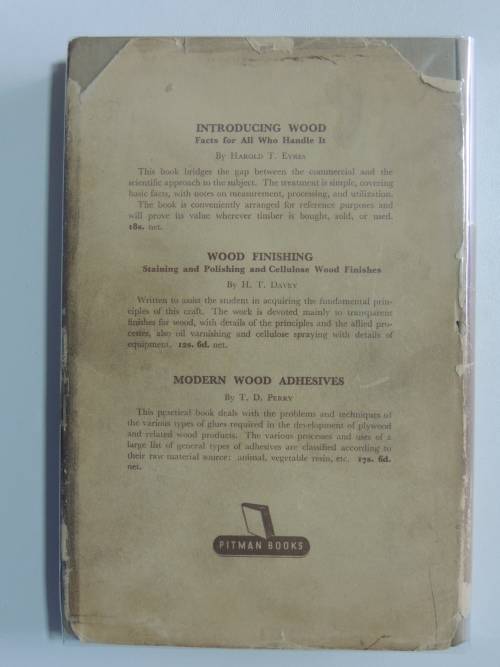 INTRODUCING WOOD
Facts for All Who Handle It
By Harold T. Eyres
This book bridges the gap between the commercial and the
scientific approach to the subject. The treatment is simple, covering
basic facts, with notes on measurement, processing, and utilization.
The book is conveniently arranged for reference purposes and
will prove its value wherever timber is bought, sold, or used.
18s. net.
WOOD FINISHING
Staining and Polishing and Cellulose Wood Finishes
By H. T. Davey
Written to assist the student in acquiring the fundamental prin-
ciples of this craft. The work is devoted mainly to transparent
finishes for wood, with details of the principles and the allied pro-
cesses, also oil varnishing and cellulose spraying with details of
equipment. 12s. 6d. net.
MODERN WOOD ADHESIVES
By T. D. Perry
This practical book deals with the problems and techniques of
the various types of glues required in the development of plywood
and related wood products. The various processes and uses of a
large list of general types of adhesives are classified according to
their raw material source: animal, vegetable resin, etc. 17s. 6d.
net.
PITMAN BOOKS